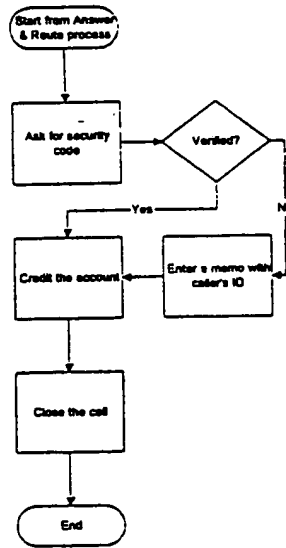 Start from Answer
& Route process
Ask for security
code
Verified?
Yes
N
Credit the account
Enter a memo with
caller's ID
Close the call
End